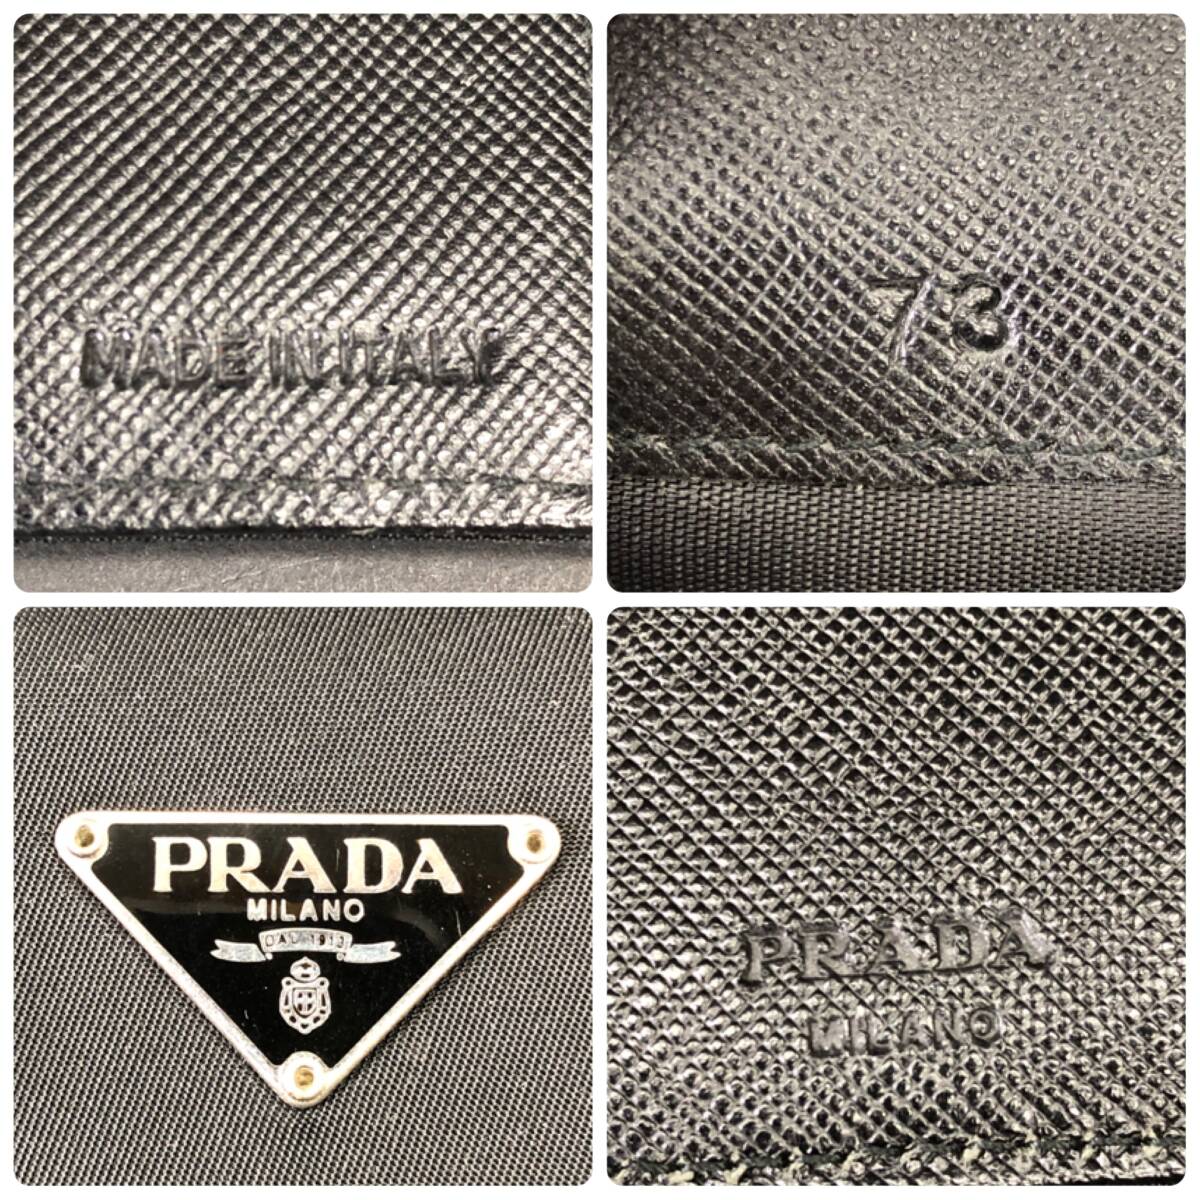 MADE IN ITALY
73
PRADA
MILANO
DAL 1913
PRADA
MILANO